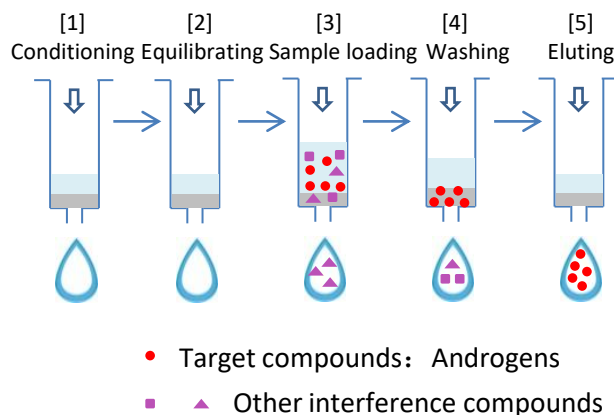 [1] [2] [3] [4] [5]
Conditioning Equilibrating Sample loading Washing Eluting
Target compounds： Androgens
Other interference compounds